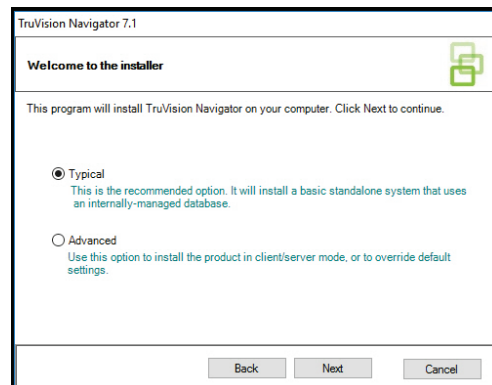 TruVision Navigator 7.1
Welcome to the installer
This program will install TruVision Navigator on your computer. Click Next to continue.
Typical
This is the recommended option. It will install a basic standalone system that uses
an internally-managed database.
Advanced
Use this option to install the product in client/server mode, or to override default
settings.
Back Next Cancel